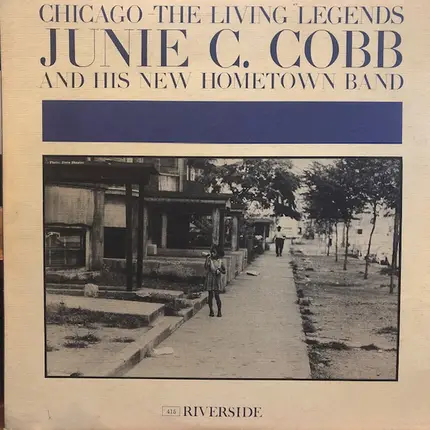 CHICAGO-THE LIVING LEGENDS
JUNIE C. COBB
AND HIS NEW HOMETOWN BAND
415 RIVERSIDE